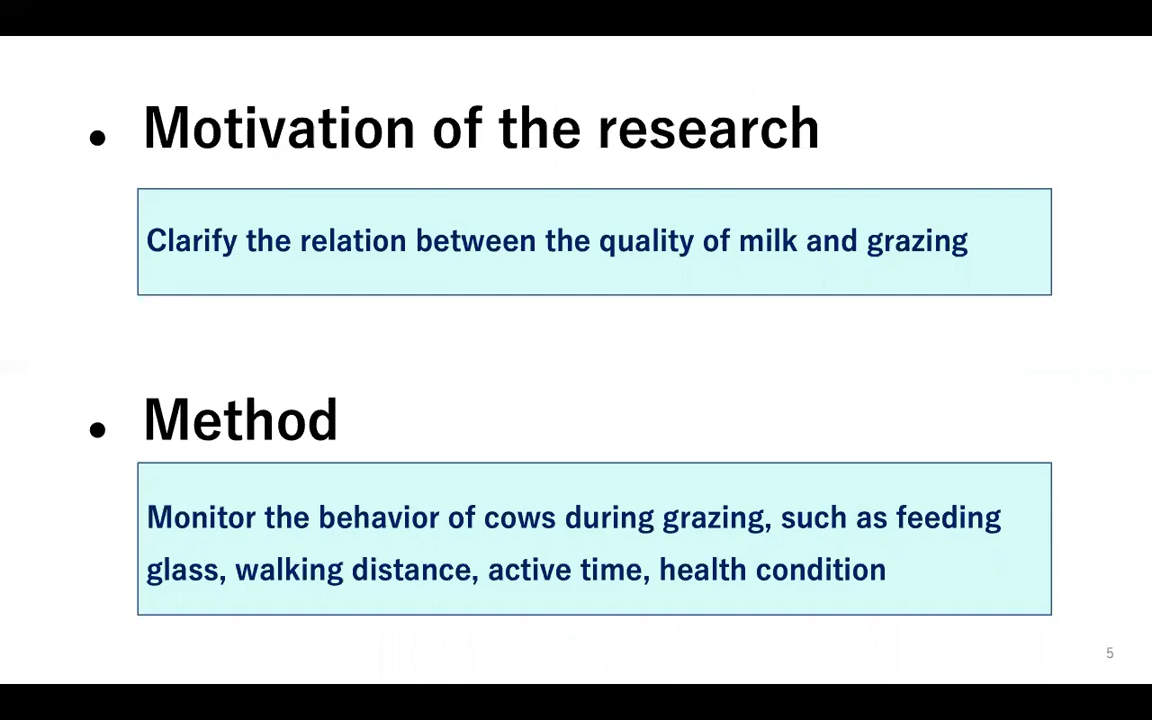 • Motivation of the research
Clarify the relation between the quality of milk and grazing
• Method
Monitor the behavior of cows during grazing, such as feeding
glass, walking distance, active time, health condition
5